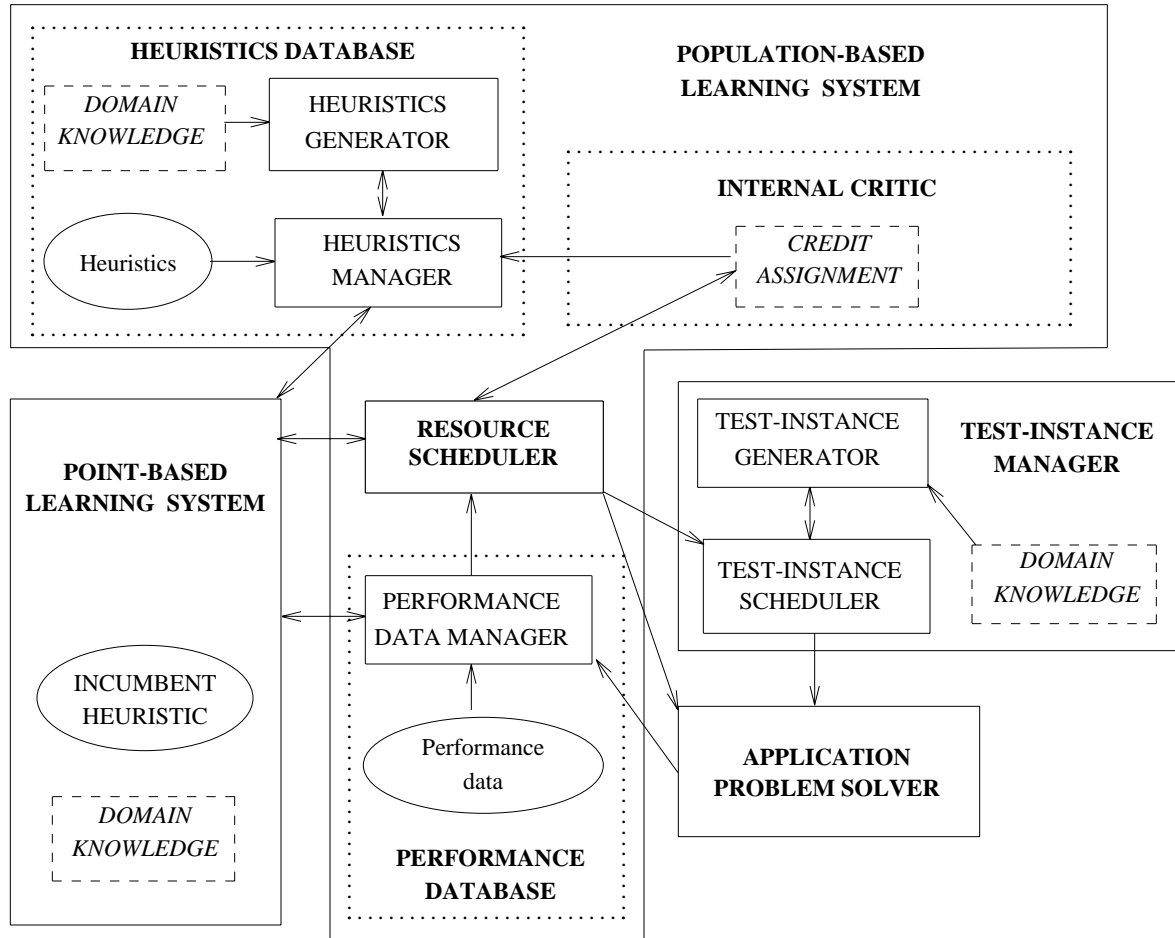 HEURISTICS DATABASE
POPULATION-BASED
LEARNING SYSTEM
DOMAIN
KNOWLEDGE
HEURISTICS
GENERATOR
INTERNAL CRITIC
Heuristics
HEURISTICS
MANAGER
CREDIT
ASSIGNMENT
POINT-BASED
LEARNING SYSTEM
RESOURCE
SCHEDULER
TEST-INSTANCE
GENERATOR
TEST-INSTANCE
MANAGER
TEST-INSTANCE
SCHEDULER
DOMAIN
KNOWLEDGE
PERFORMANCE
DATA MANAGER
INCUMBENT
HEURISTIC
Performance
data
APPLICATION
PROBLEM SOLVER
DOMAIN
KNOWLEDGE
PERFORMANCE
DATABASE